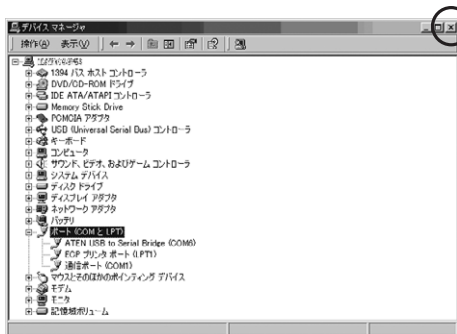 デバイス マネージャ
操作(A) 表示(V)
1394 バス ホスト コントローラ
DVD/CD-ROM ドライブ
IDE ATA/ATAPI コントローラ
Memory Stick Drive
PCMCIA アダプタ
USB (Universal Serial Bus) コントローラ
キーボード
コンピュータ
サウンド、ビデオ、およびゲーム コントローラ
システム デバイス
ディスク ドライブ
ディスプレイ アダプタ
ネットワーク アダプタ
バッテリ
ポート (COM と LPT)
ATEN USB to Serial Bridge (COM6)
ECP プリンタ ポート (LPT1)
通信ポート (COM1)
マウスとそのほかのポインティング デバイス
モデム
モニタ
記憶域ボリューム